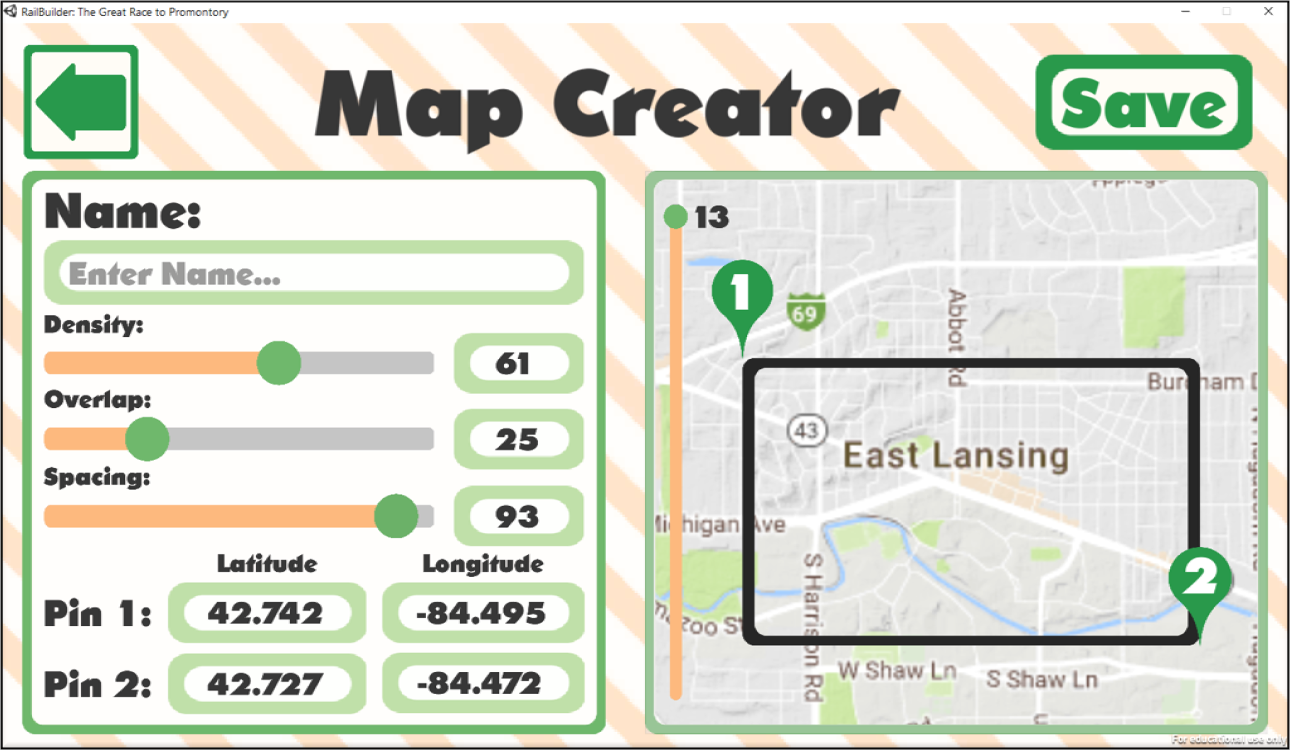 RailBuilder: The Great Race to Promontory
Map Creator
Save
Name:
Enter Name...
Density:
61
Overlap:
25
Spacing:
93
Latitude Longitude
Pin 1: 42.742 -84.495
Pin 2: 42.727 -84.472
13
1
69
Abbot Rd
43
East Lansing
Michigan Ave
S Harrison Rd
2
W Shaw Ln
S Shaw Ln
For educational use only